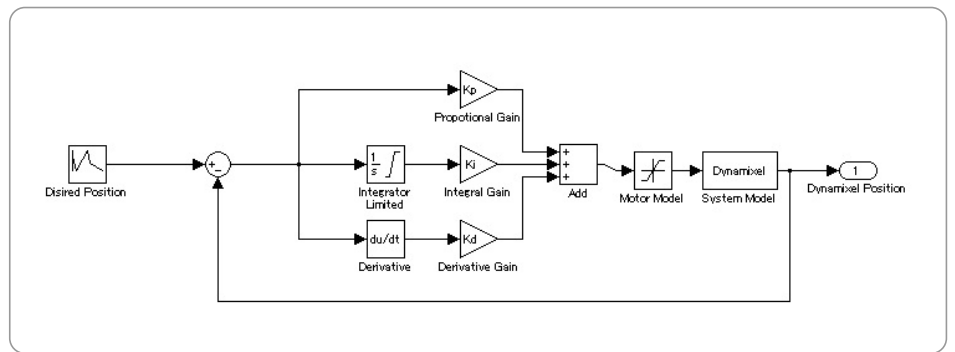 Kp
Propotional Gain
Disired Position
+
−
1
s
Integrator
Limited
Ki
Integral Gain
+
+
+
Add
Motor Model
Dynamixel
System Model
1
Dynamixel Position
du/dt
Derivative
Kd
Derivative Gain